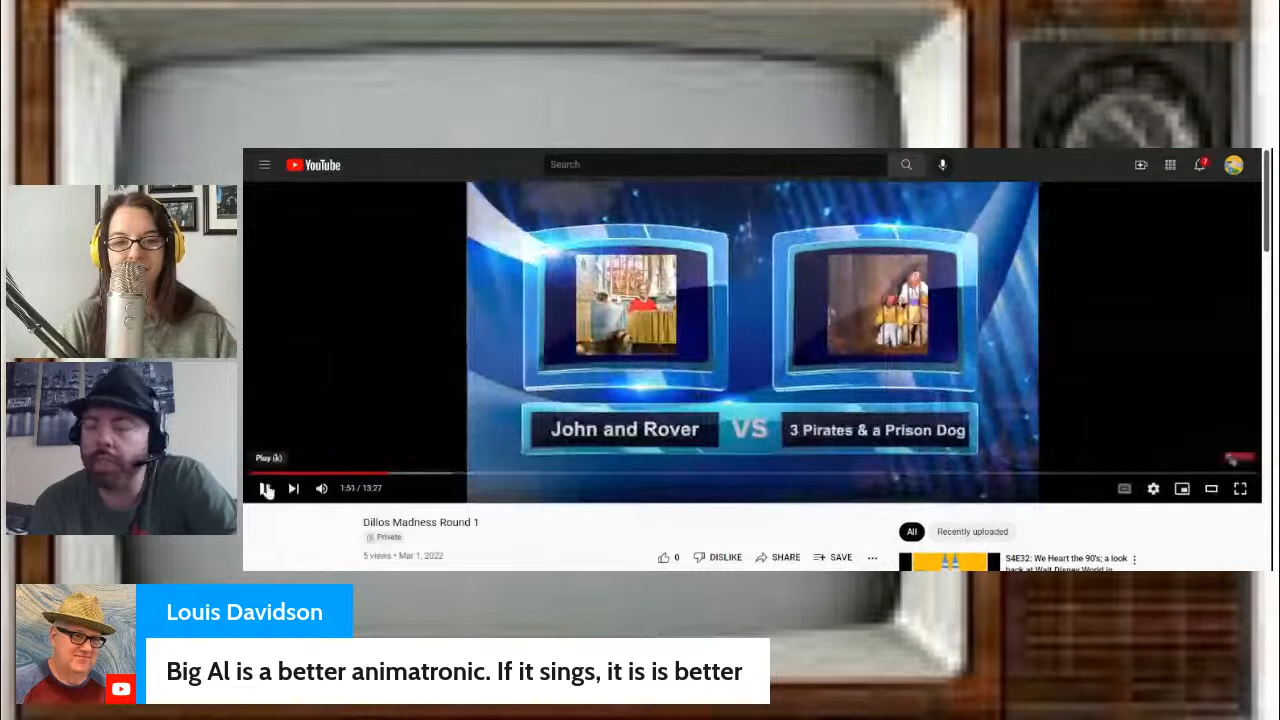 YouTube
Search
7
John and Rover
VS
3 Pirates & a Prison Dog
Play (k)
1:51 / 13:27
Dillos Madness Round 1
Private
5 views • Mar 1, 2022
0
DISLIKE
SHARE
SAVE
All
Recently uploaded
S4E32: We Heart the 90's; a look
back at Walt Disney World in
Louis Davidson
Big Al is a better animatronic. If it sings, it is is better